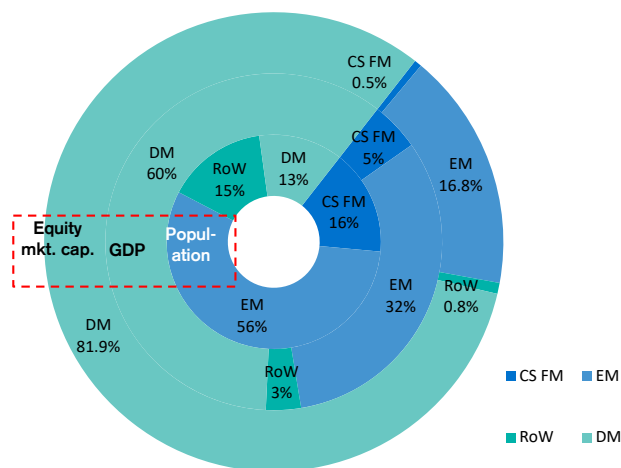 CS FM
0.5%
DM
60%
RoW
15%
DM
13%
CS FM
5%
EM
16.8%
CS FM
16%
Equity
mkt. cap.
GDP
Popul-
ation
EM
56%
EM
32%
RoW
0.8%
DM
81.9%
RoW
3%
CS FM
EM
RoW
DM